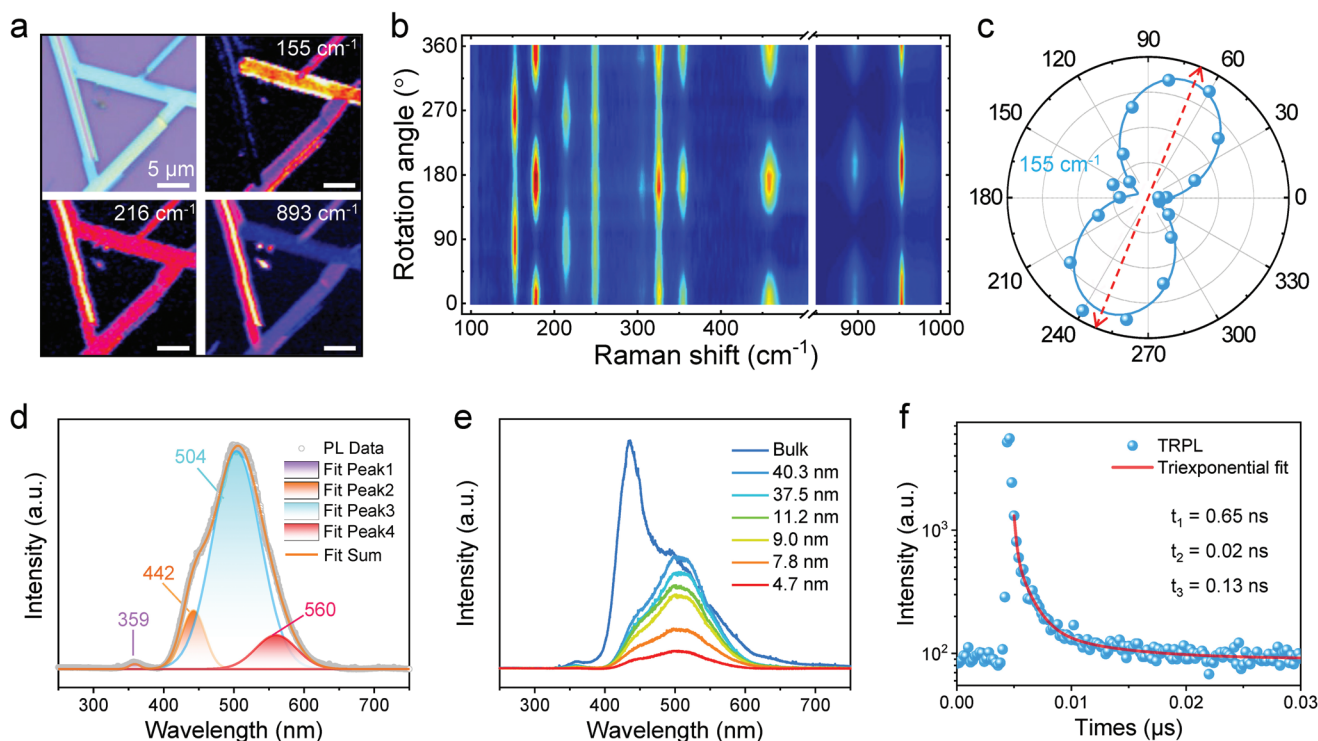 a
155 cm⁻¹
5 μm
216 cm⁻¹
893 cm⁻¹
b
Rotation angle (°)
360
270
180
90
0
100
200
300
400
900
1000
Raman shift (cm⁻¹)
c
90
60
120
30
150
155 cm⁻¹
180
0
210
330
240
300
270
d
Intensity (a.u.)
504
442
359
560
PL Data
Fit Peak1
Fit Peak2
Fit Peak3
Fit Peak4
Fit Sum
300
400
500
600
700
Wavelength (nm)
e
Intensity (a.u.)
Bulk
40.3 nm
37.5 nm
11.2 nm
9.0 nm
7.8 nm
4.7 nm
300
400
500
600
700
Wavelength (nm)
f
Intensity (a.u.)
10³
10²
TRPL
Triexponential fit
t₁ = 0.65 ns
t₂ = 0.02 ns
t₃ = 0.13 ns
0.00
0.01
0.02
0.03
Times (μs)